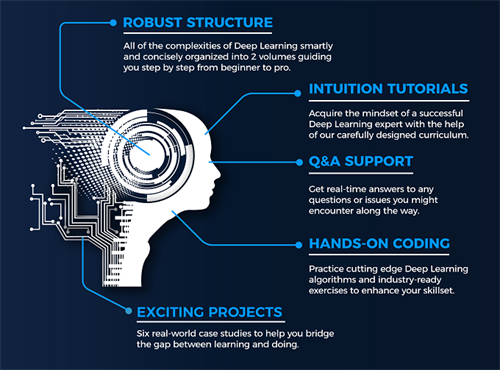 ROBUST STRUCTURE
All of the complexities of Deep Learning smartly
and concisely organized into 2 volumes guiding
you step by step from beginner to pro.
INTUITION TUTORIALS
Acquire the mindset of a successful
Deep Learning expert with the help
of our carefully designed curriculum.
Q&A SUPPORT
Get real-time answers to any
questions or issues you might
encounter along the way.
HANDS-ON CODING
Practice cutting edge Deep Learning
algorithms and industry-ready
exercises to enhance your skillset.
EXCITING PROJECTS
Six real-world case studies to help you bridge
the gap between learning and doing.